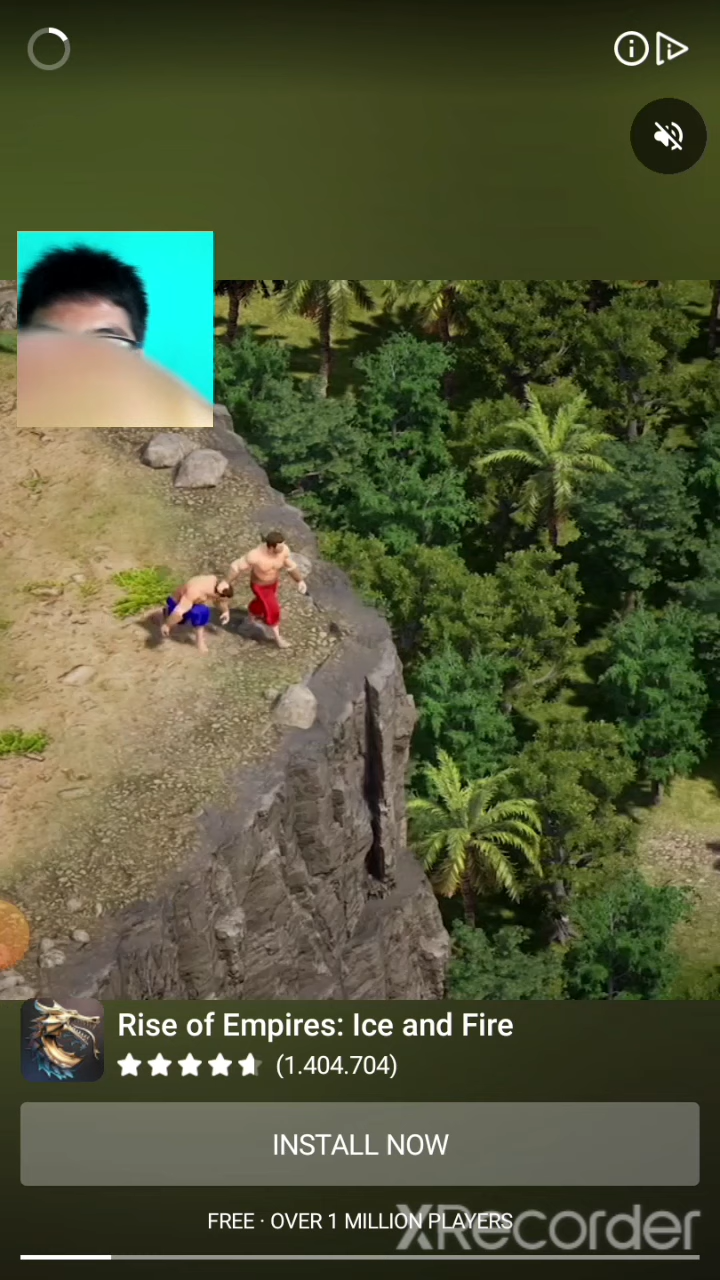 Rise of Empires: Ice and Fire
(1.404.704)
INSTALL NOW
FREE · OVER 1 MILLION PLAYERS
XRecorder